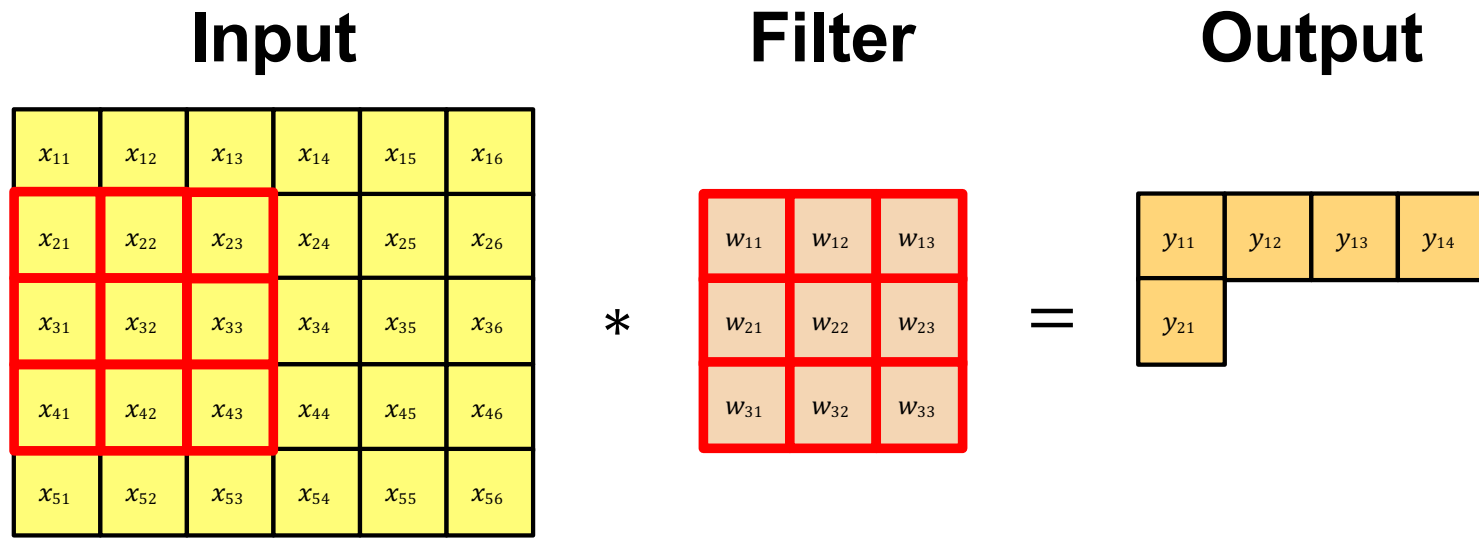 Input Filter Output
x₁₁ x₁₂ x₁₃ x₁₄ x₁₅ x₁₆
x₂₁ x₂₂ x₂₃ x₂₄ x₂₅ x₂₆ w₁₁ w₁₂ w₁₃ y₁₁ y₁₂ y₁₃ y₁₄
x₃₁ x₃₂ x₃₃ x₃₄ x₃₅ x₃₆ * w₂₁ w₂₂ w₂₃ = y₂₁
x₄₁ x₄₂ x₄₃ x₄₄ x₄₅ x₄₆ w₃₁ w₃₂ w₃₃
x₅₁ x₅₂ x₅₃ x₅₄ x₅₅ x₅₆